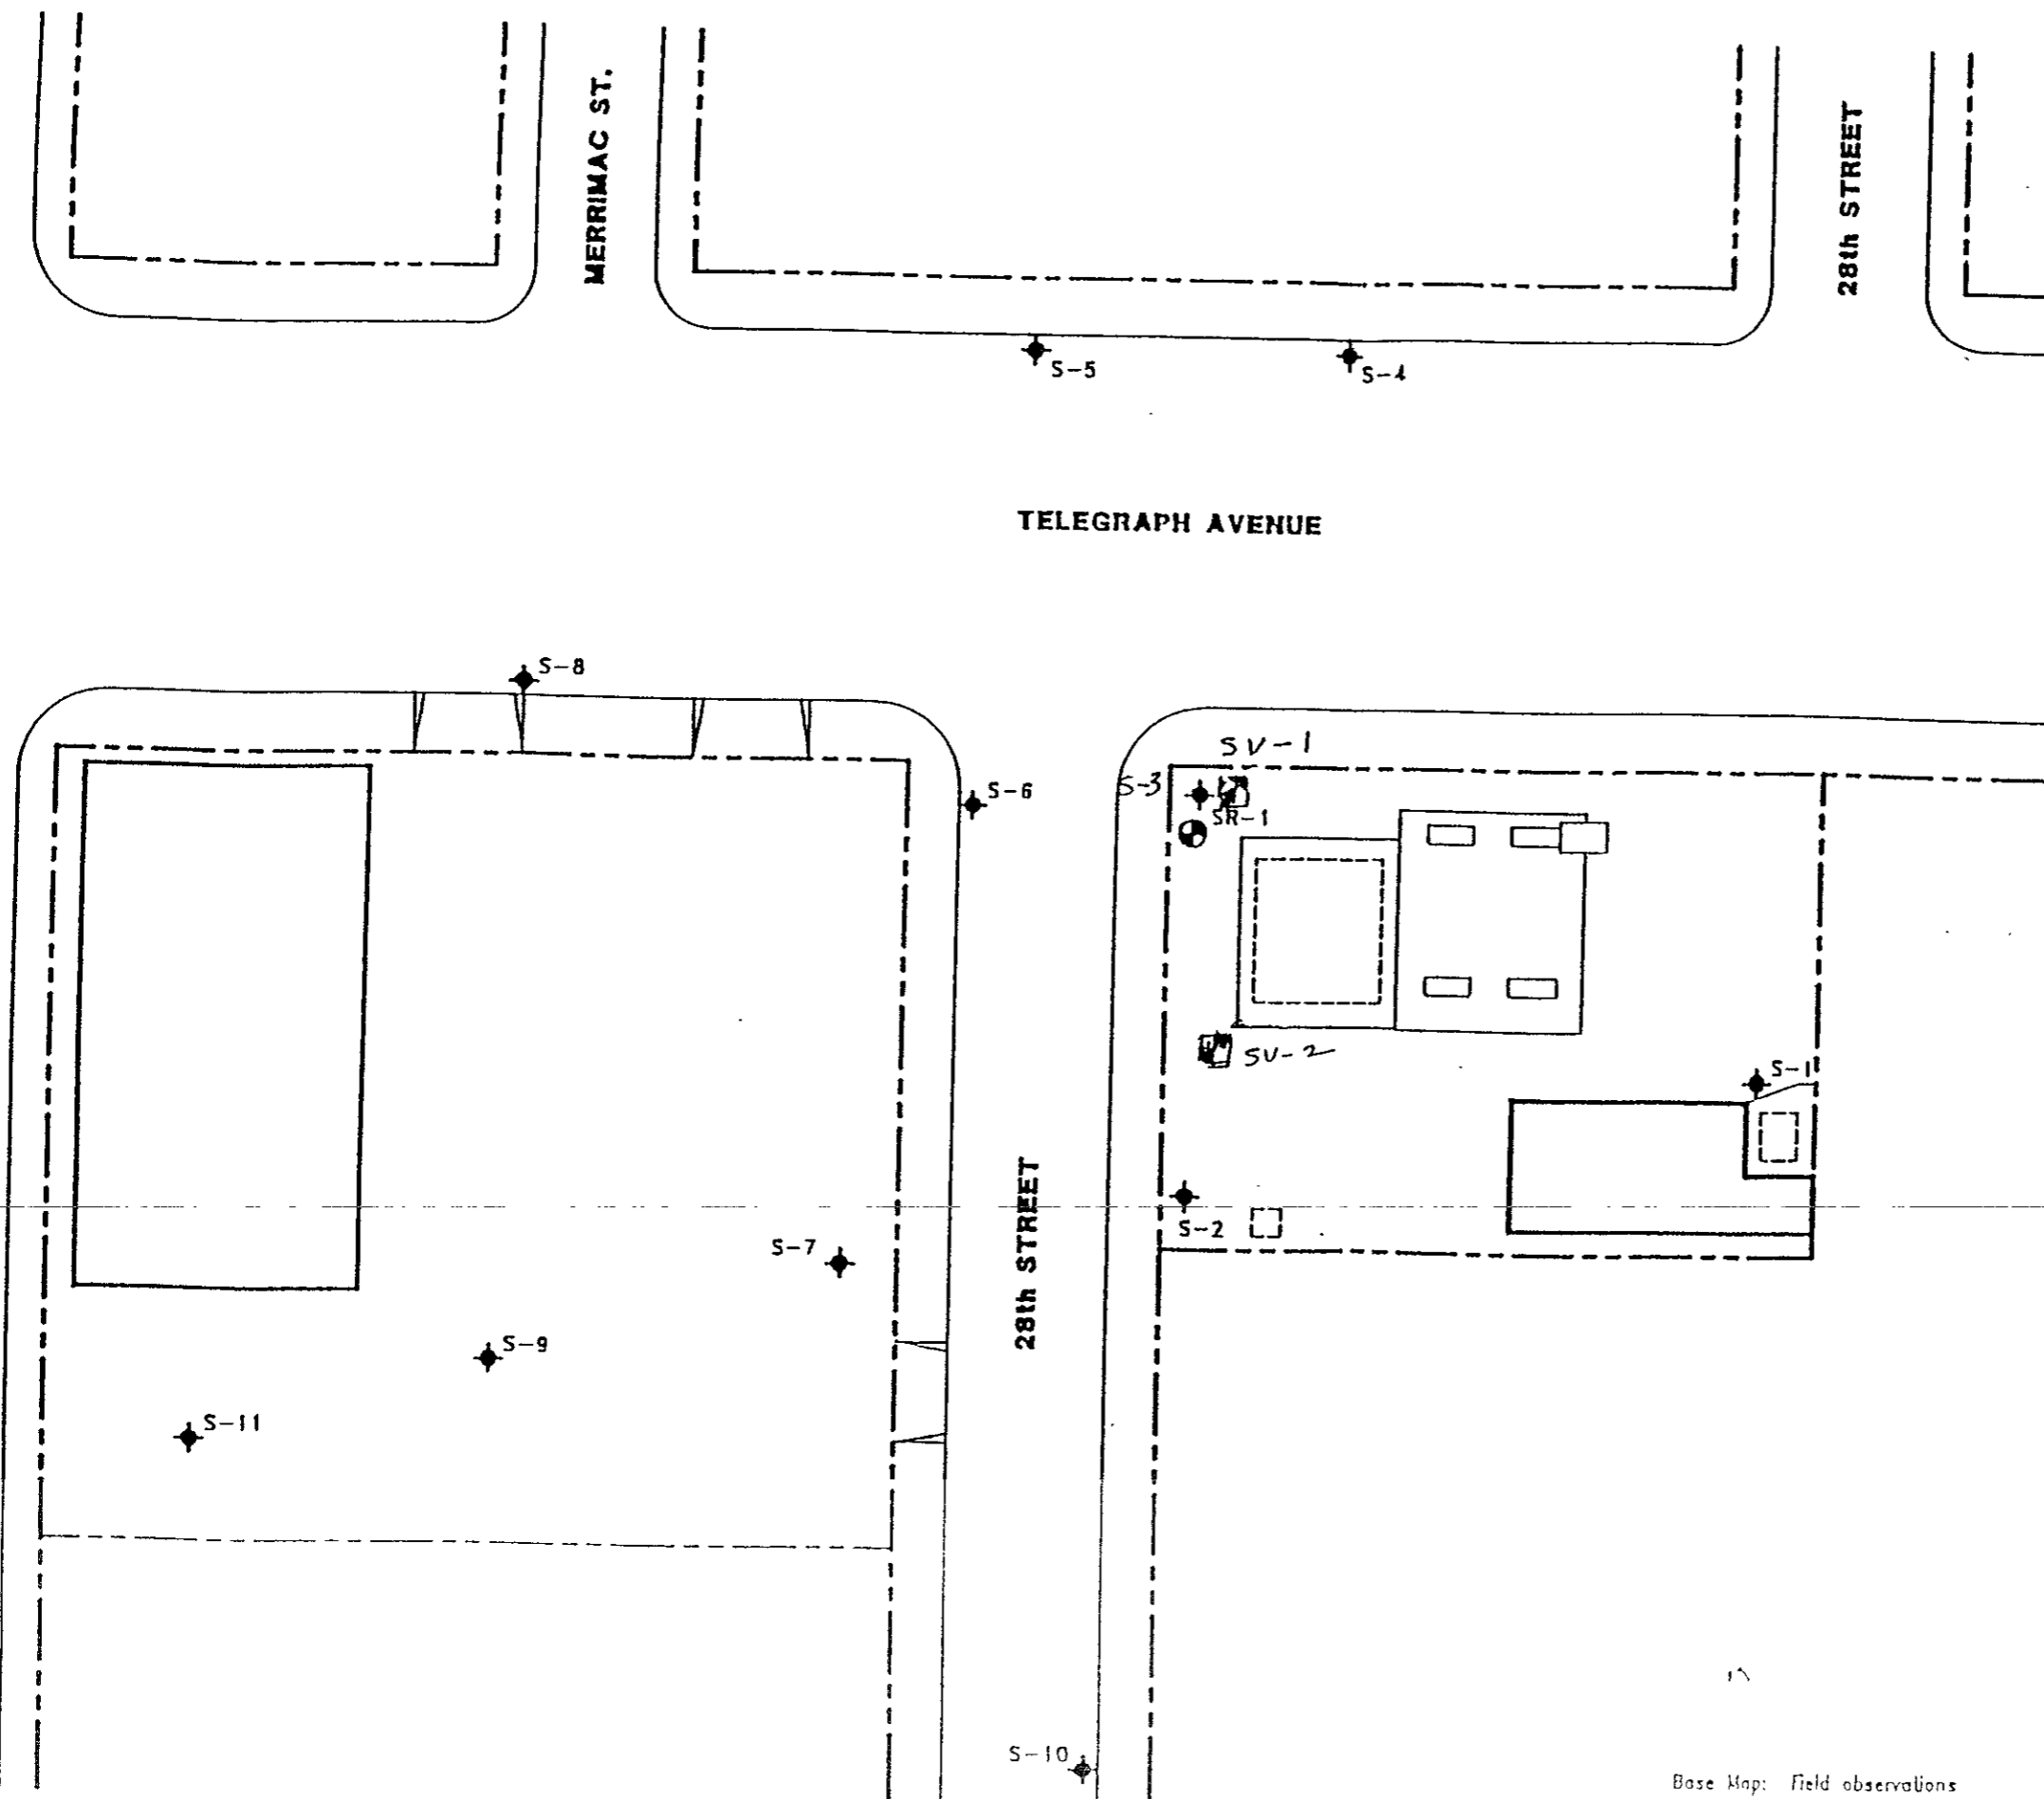 MERRIMAC ST.
28th STREET
S-5
S-4
TELEGRAPH AVENUE
S-8
SV-1
S-3
S-6
SR-1
SV-2
S-1
28th STREET
S-2
S-7
S-9
S-11
S-10
Base Map: Field observations